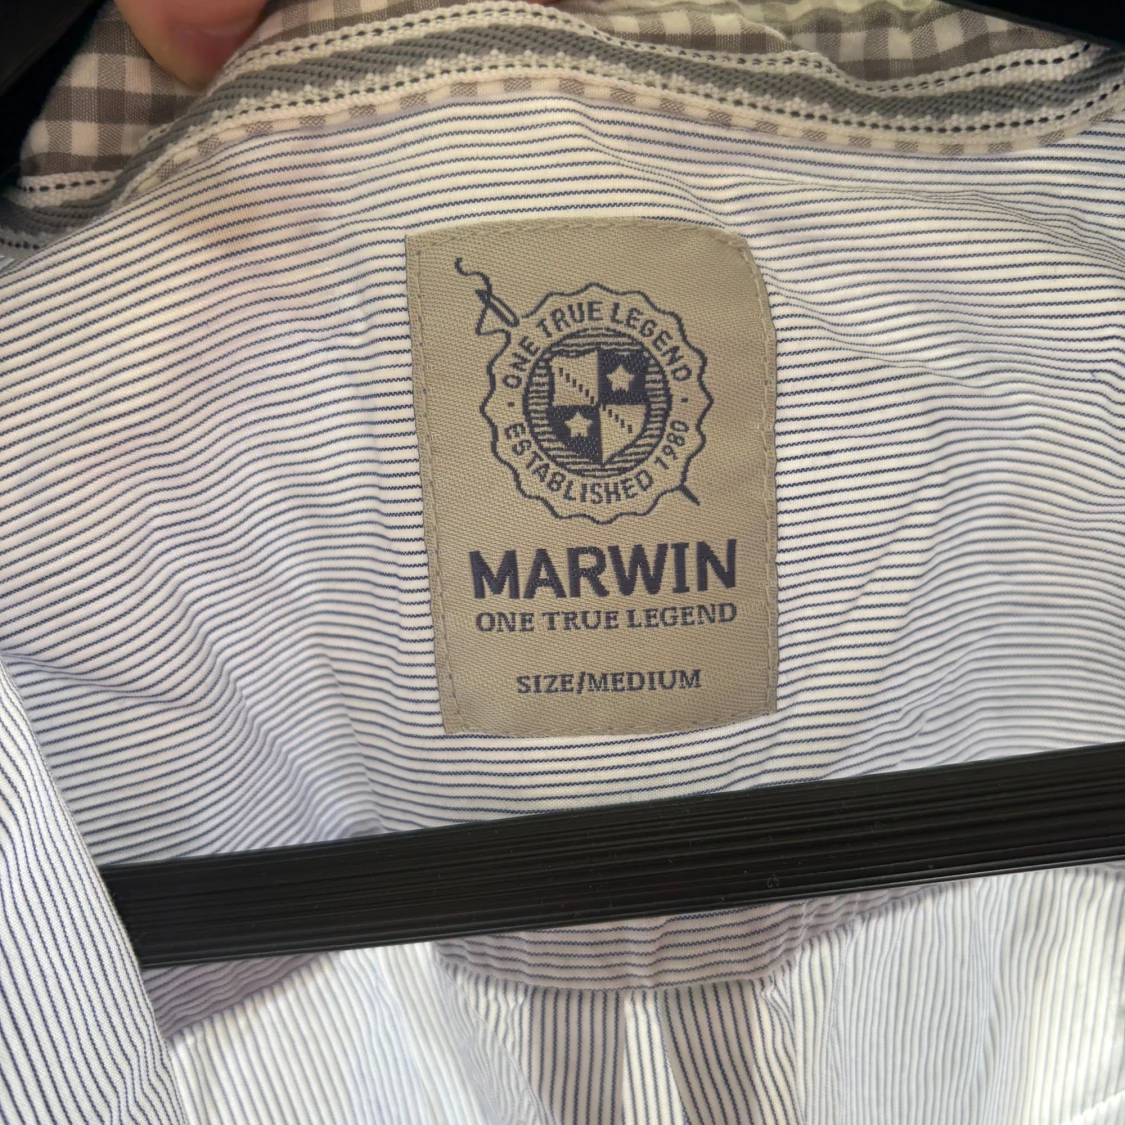 ONE TRUE LEGEND
· ESTABLISHED 1980 ·
MARWIN
ONE TRUE LEGEND
SIZE/MEDIUM